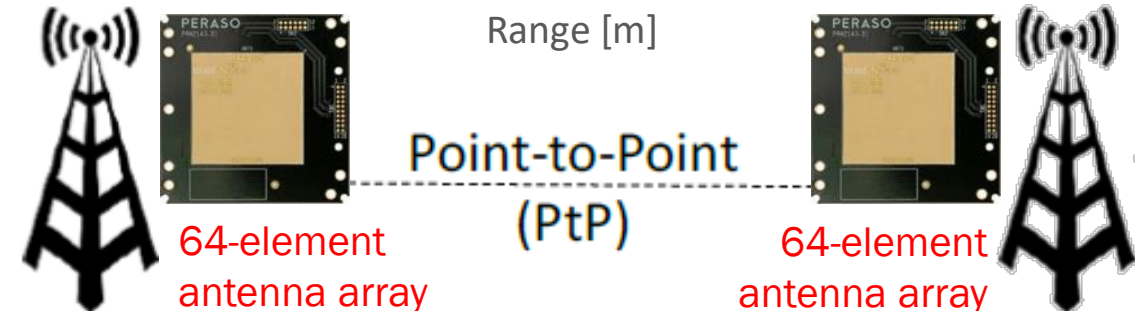 PERASO
Range [m]
PERASO
Point-to-Point
(PtP)
64-element
antenna array
64-element
antenna array